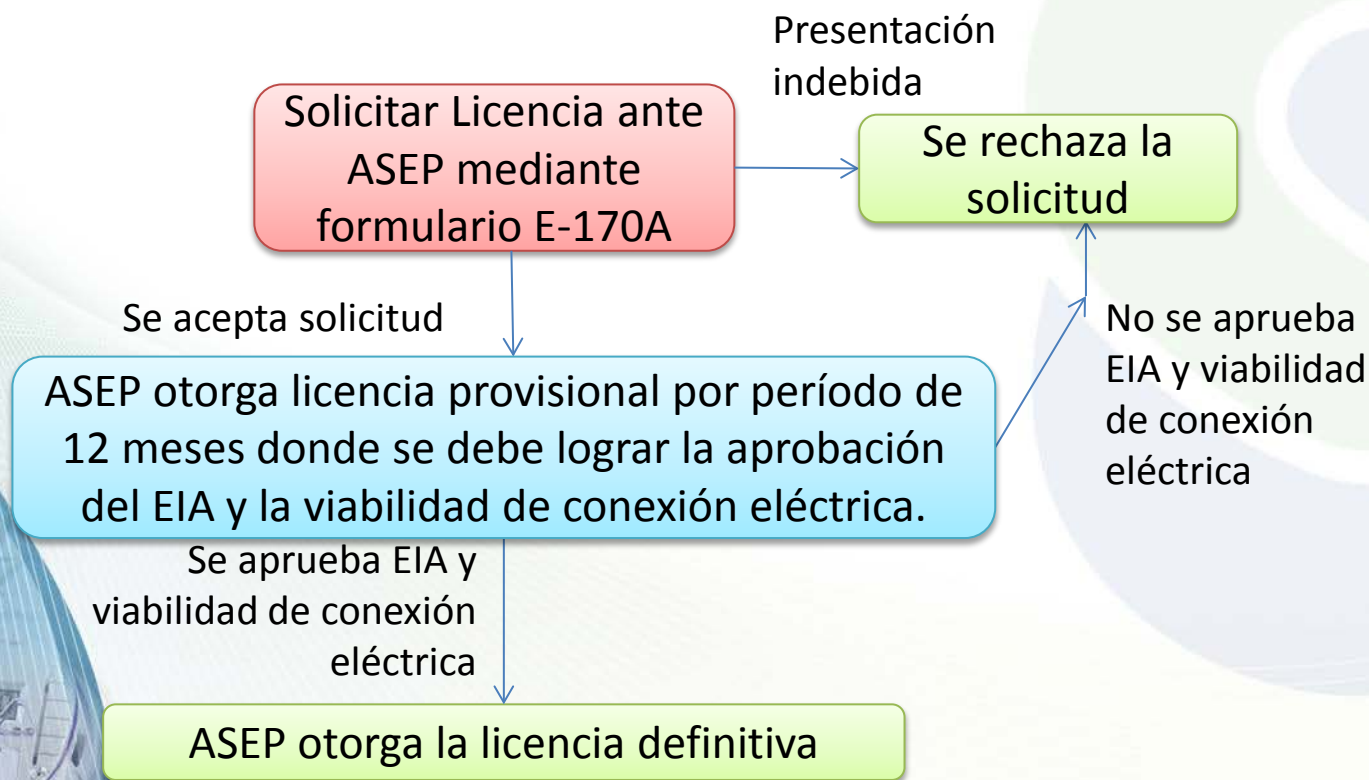 Presentación
indebida
Solicitar Licencia ante
ASEP mediante
formulario E-170A
Se rechaza la
solicitud
Se acepta solicitud
No se aprueba
EIA y viabilidad
de conexión
eléctrica
ASEP otorga licencia provisional por período de
12 meses donde se debe lograr la aprobación
del EIA y la viabilidad de conexión eléctrica.
Se aprueba EIA y
viabilidad de conexión
eléctrica
ASEP otorga la licencia definitiva